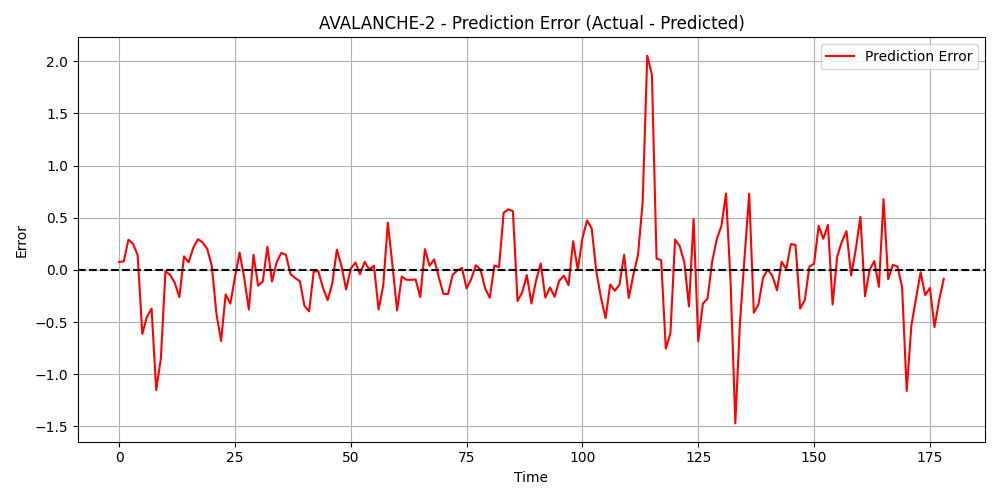 AVALANCHE-2 - Prediction Error (Actual - Predicted)
Prediction Error
2.0
1.5
1.0
0.5
0.0
−0.5
−1.0
−1.5
Error
0 25 50 75 100 125 150 175
Time